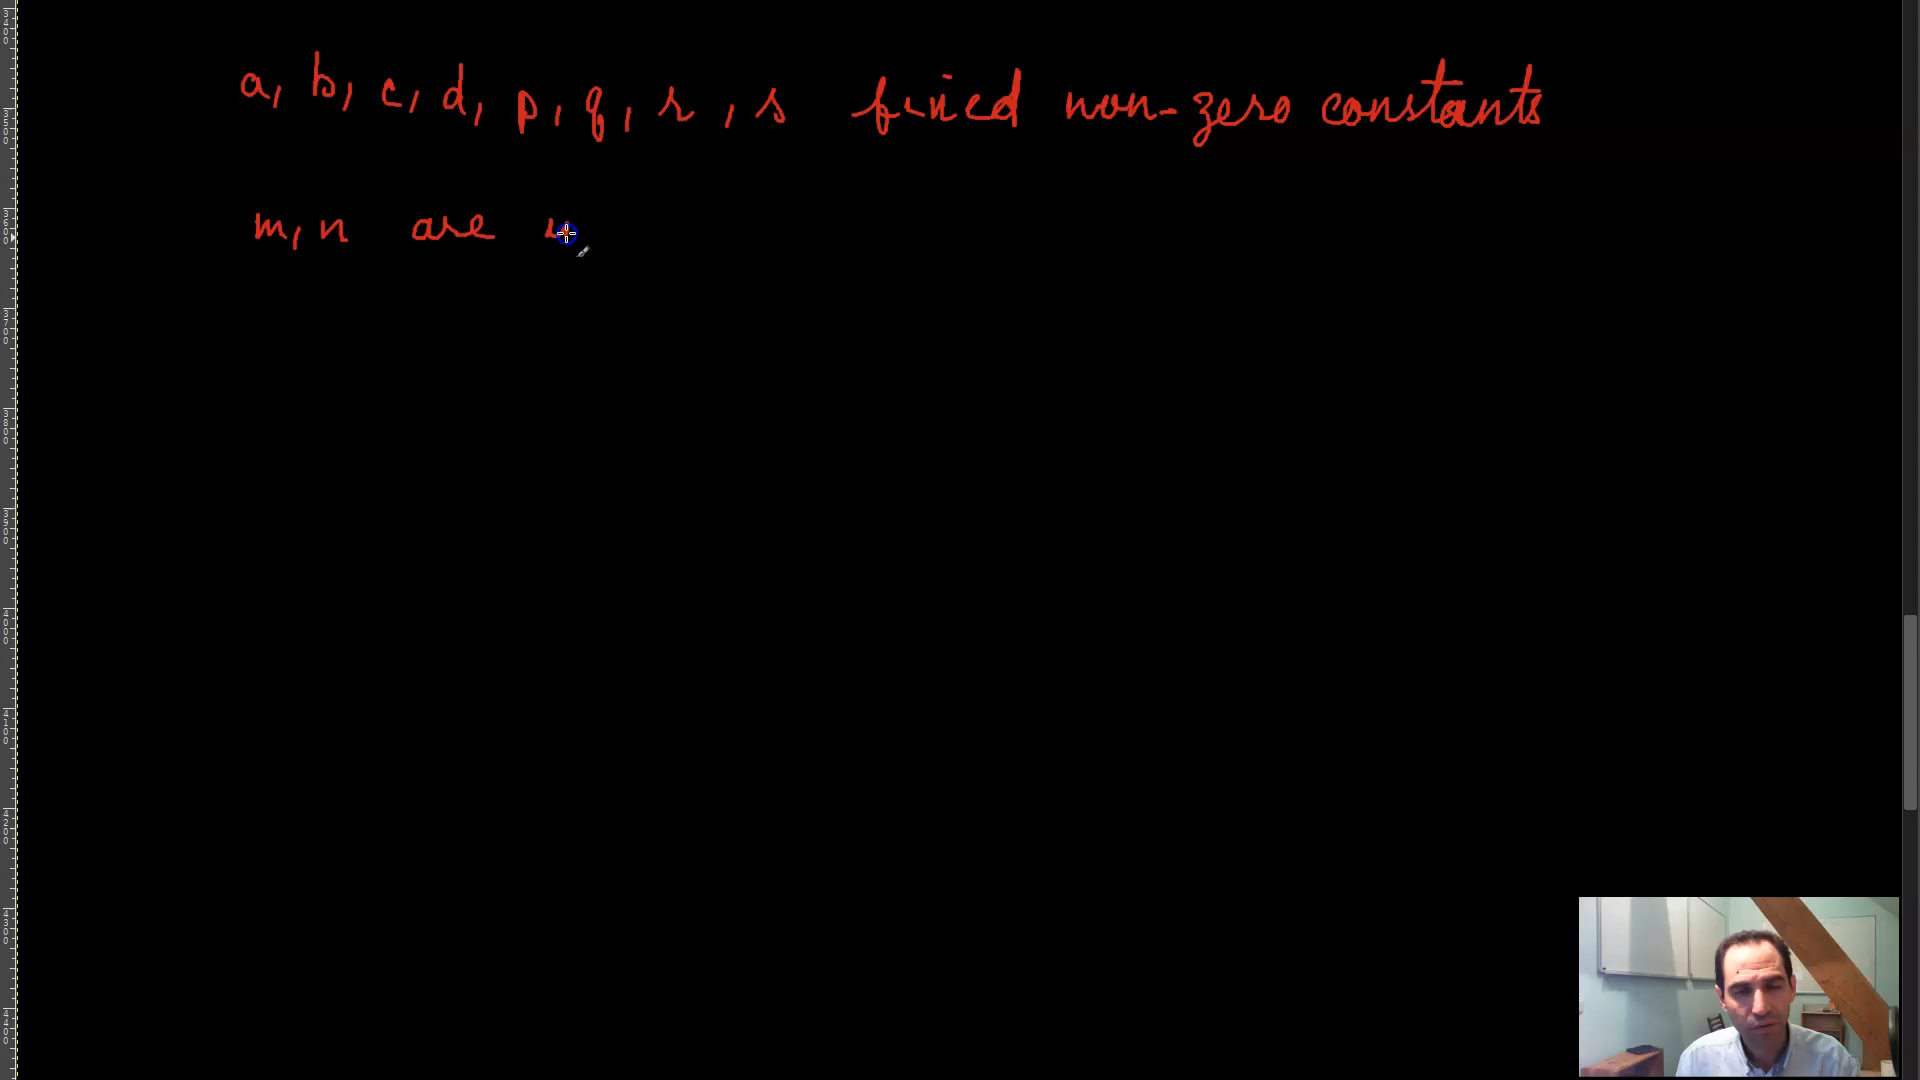 a, b, c, d, p, q, r, s fixed non-zero constants
m, n are